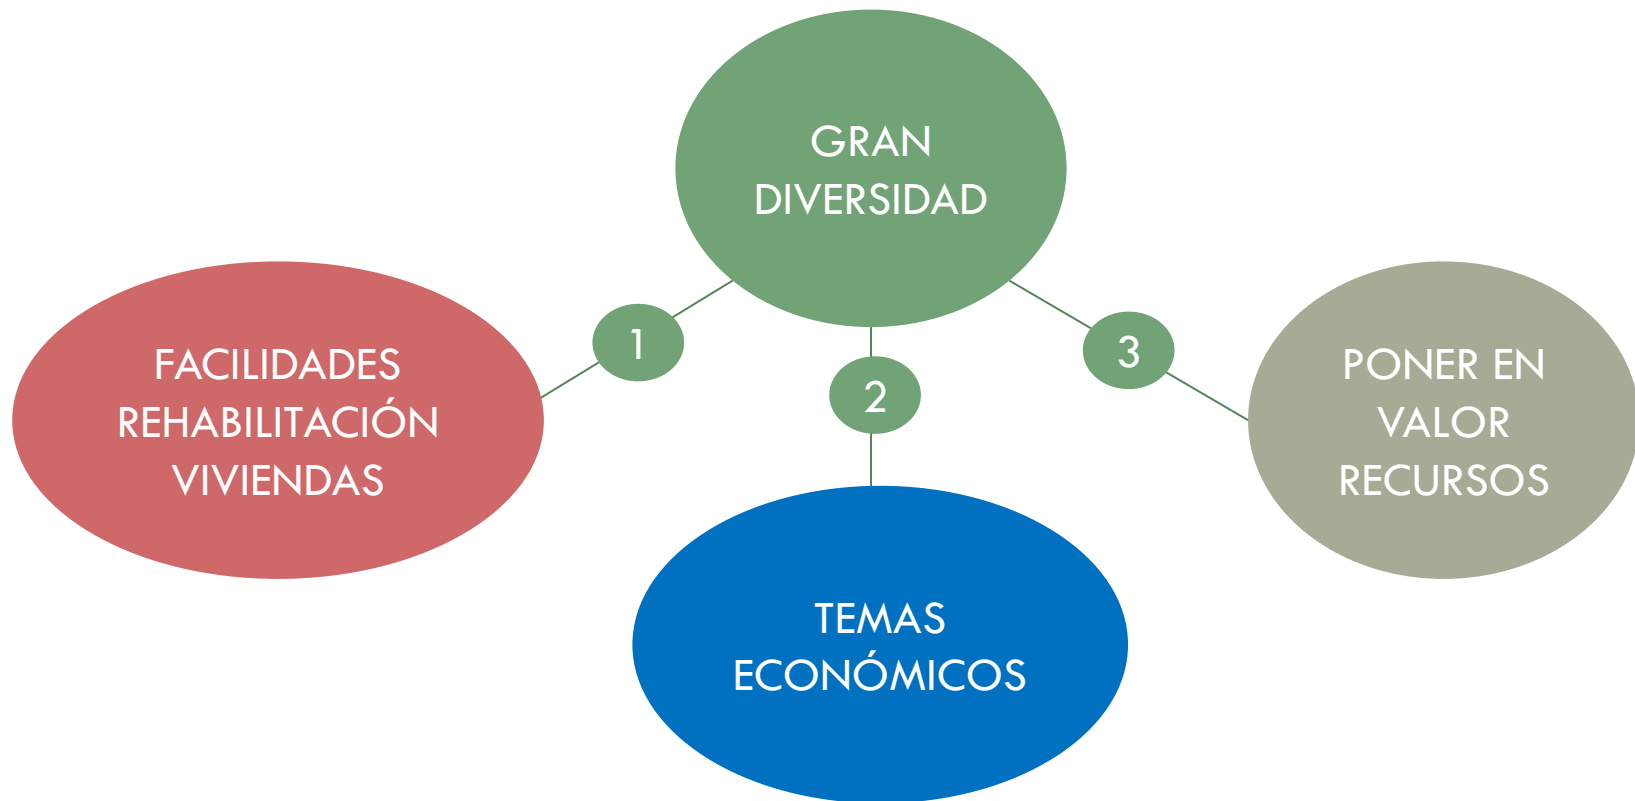 GRAN
DIVERSIDAD
1
2
3
FACILIDADES
REHABILITACIÓN
VIVIENDAS
TEMAS
ECONÓMICOS
PONER EN
VALOR
RECURSOS